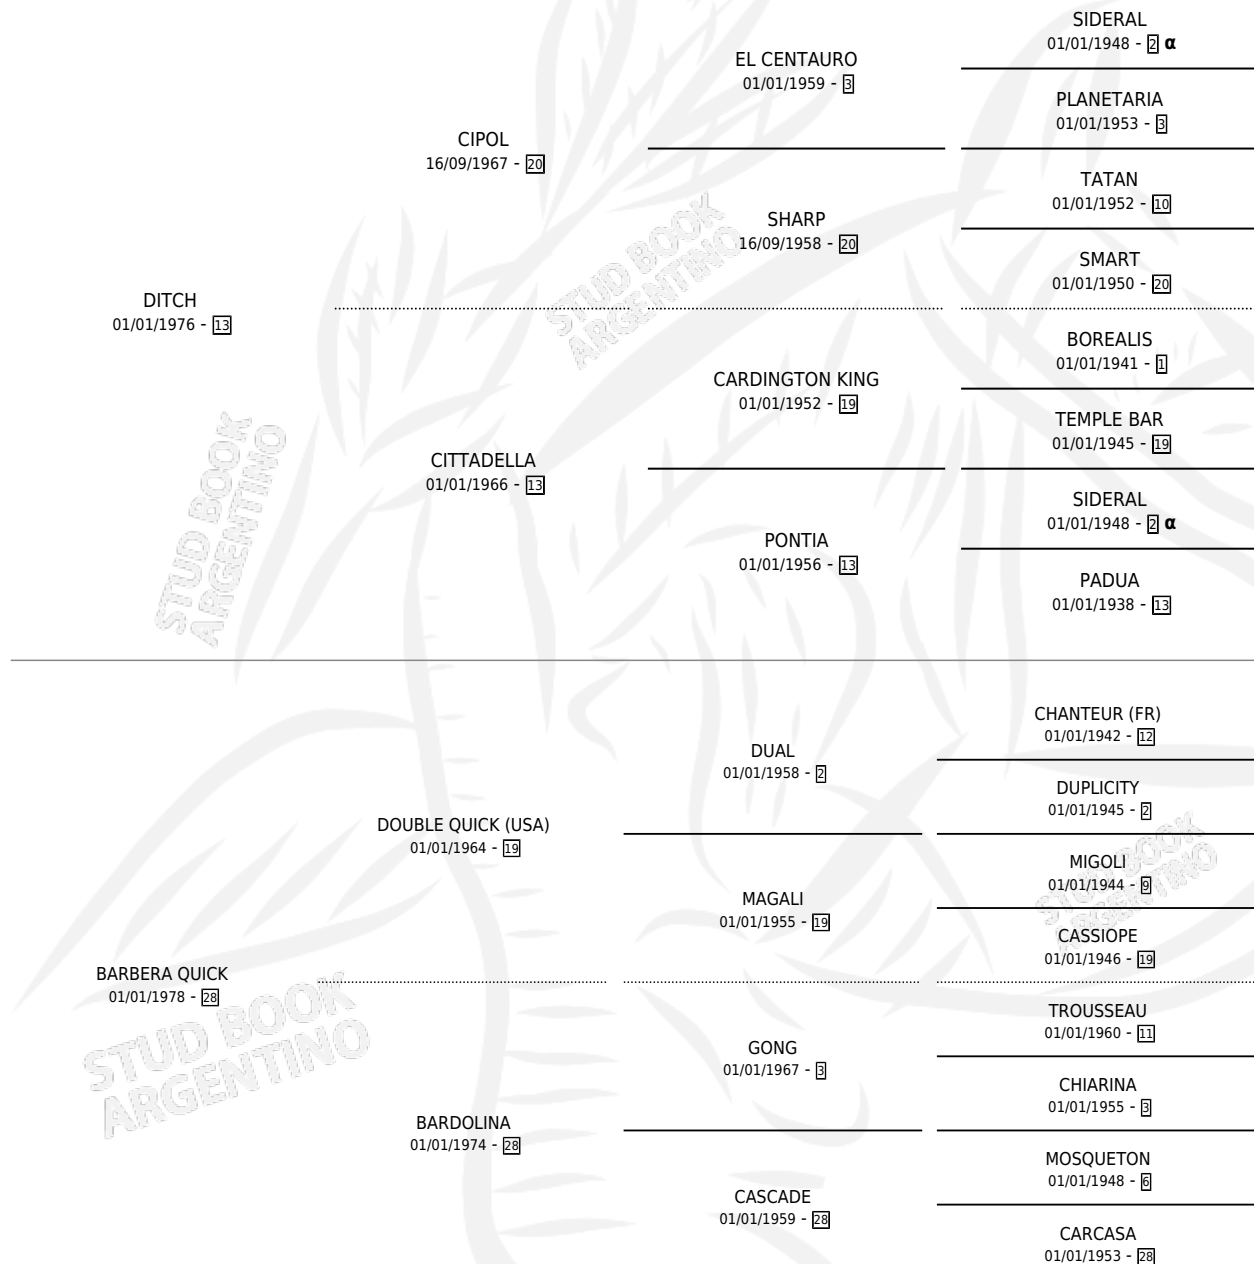 SIDERAL
01/01/1948 - 2 α
EL CENTAURO
01/01/1959 - 3
PLANETARIA
01/01/1953 - 3
CIPOL
16/09/1967 - 20
TATAN
01/01/1952 - 10
SHARP
16/09/1958 - 20
SMART
01/01/1950 - 20
STUD BOOK
ARGENTINO
DITCH
01/01/1976 - 13
BOREALIS
01/01/1941 - 1
CARDINGTON KING
01/01/1952 - 19
TEMPLE BAR
01/01/1945 - 19
CITTADELLA
01/01/1966 - 13
SIDERAL
01/01/1948 - 2 α
PONTIA
01/01/1956 - 13
PADUA
01/01/1938 - 13
STUD BOOK
ARGENTINO
CHANTEUR (FR)
01/01/1942 - 12
DUAL
01/01/1958 - 2
DUPLICITY
01/01/1945 - 2
DOUBLE QUICK (USA)
01/01/1964 - 19
MIGOLI
01/01/1944 - 9
MAGALI
01/01/1955 - 19
CASSIOPE
01/01/1946 - 19
STUD BOOK
ARGENTINO
BARBERA QUICK
01/01/1978 - 28
STUD BOOK
ARGENTINO
TROUSSEAU
01/01/1960 - 11
GONG
01/01/1967 - 3
CHIARINA
01/01/1955 - 3
BARDOLINA
01/01/1974 - 28
MOSQUETON
01/01/1948 - 6
CASCADE
01/01/1959 - 28
CARCASA
01/01/1953 - 28